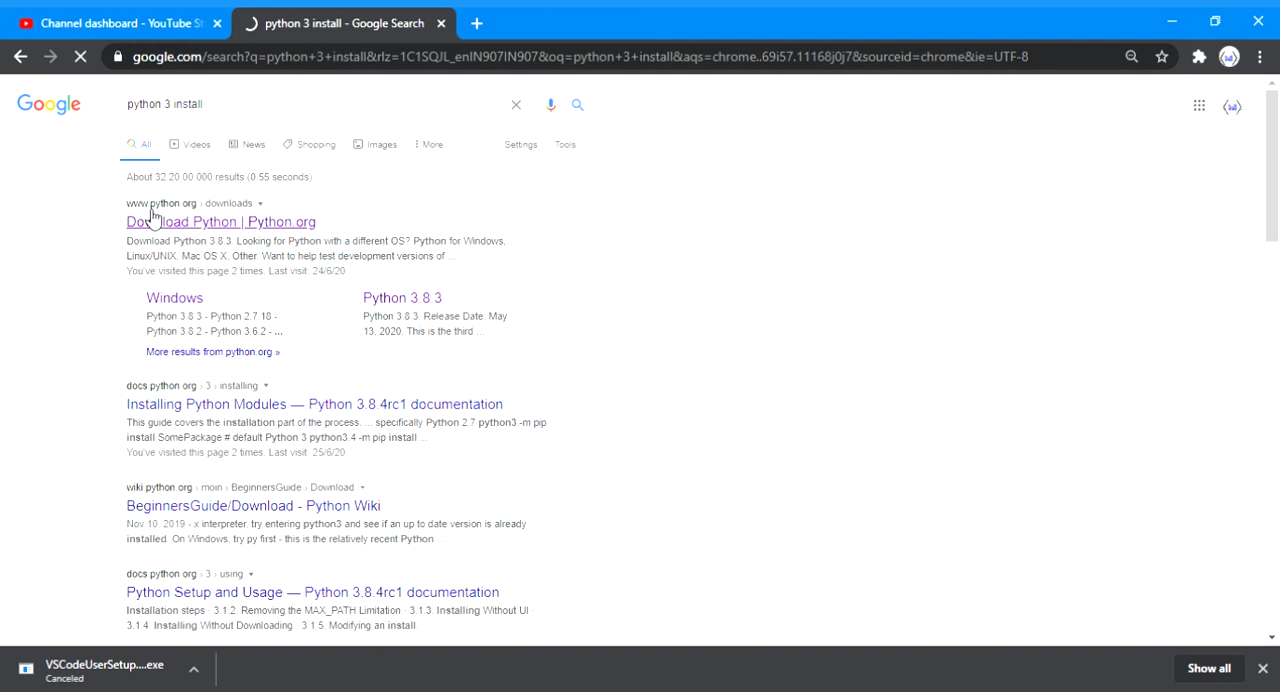 Channel dashboard - YouTube S
python 3 install - Google Search
google.com/search?q=python+3+install&rlz=1C1SQJL_enIN907IN907&oq=python+3+install&aqs=chrome..69i57.11168j0j7&sourceid=chrome&ie=UTF-8
Google
python 3 install
All Videos News Shopping Images More Settings Tools
About 32 20 00 000 results (0 55 seconds)
www.python org › downloads
Download Python | Python org
Download Python 3 8 3 Looking for Python with a different OS? Python for Windows,
Linux/UNIX, Mac OS X, Other. Want to help test development versions of ...
You've visited this page 2 times. Last visit: 24/6/20
Windows
Python 3 8 3 - Python 2.7.18 -
Python 3 8 2 - Python 3.6.2 - ...
Python 3.8.3
Python 3 8 3. Release Date: May
13, 2020. This is the third ...
More results from python.org »
docs python org › 3 › installing
Installing Python Modules — Python 3.8.4rc1 documentation
This guide covers the installation part of the process. ... specifically Python 2.7 python3 -m pip
install SomePackage # default Python 3 python3.4 -m pip install ...
You've visited this page 2 times. Last visit: 25/6/20
wiki.python.org › moin › BeginnersGuide › Download
BeginnersGuide/Download - Python Wiki
Nov 10, 2019 - x interpreter, try entering python3 and see if an up to date version is already
installed. On Windows, try py first - this is the relatively recent Python ...
docs python org › 3 › using
Python Setup and Usage — Python 3.8.4rc1 documentation
Installation steps · 3.1.2. Removing the MAX_PATH Limitation · 3.1.3. Installing Without UI ·
3.1.4. Installing Without Downloading · 3.1.5. Modifying an install.
VSCodeUserSetup....exe
Canceled
Show all